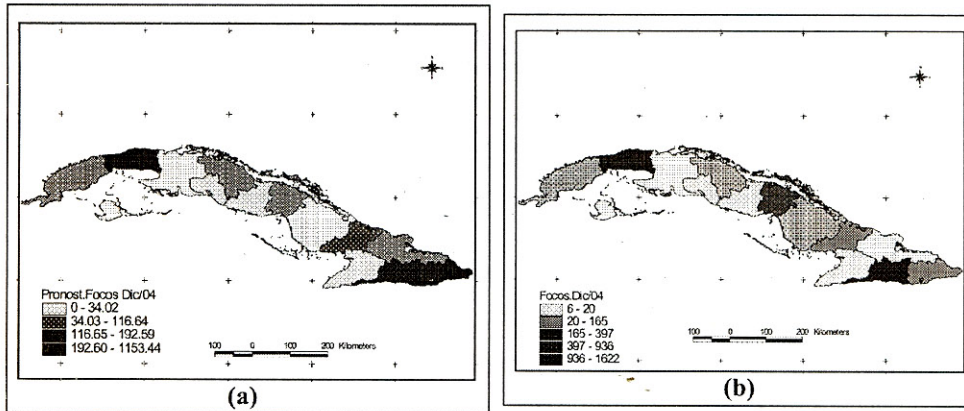 Pronost.Focos Dic/04
0 - 34.02
34.03 - 116.64
116.65 - 192.59
192.60 - 1153.44
100 0 100 200 Kilometers
(a)
Focos.Dic/04
6 - 20
20 - 165
165 - 397
397 - 936
936 - 1622
100 0 100 200 Kilometers
(b)